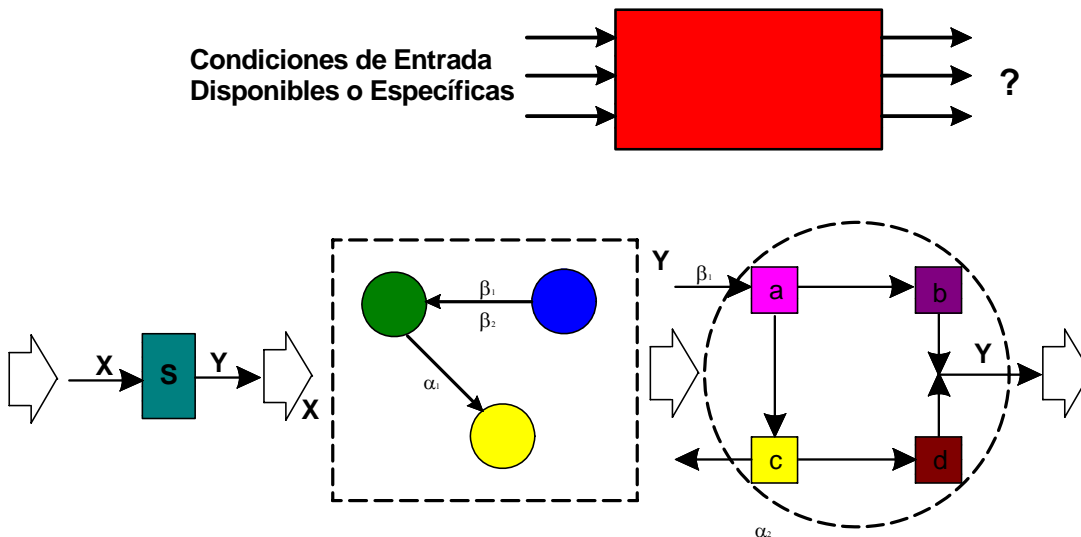 Condiciones de Entrada
Disponibles o Específicas
?
X
S
Y
X
β₁
β₂
α₁
Y
β₁
a
b
Y
c
d
α₂